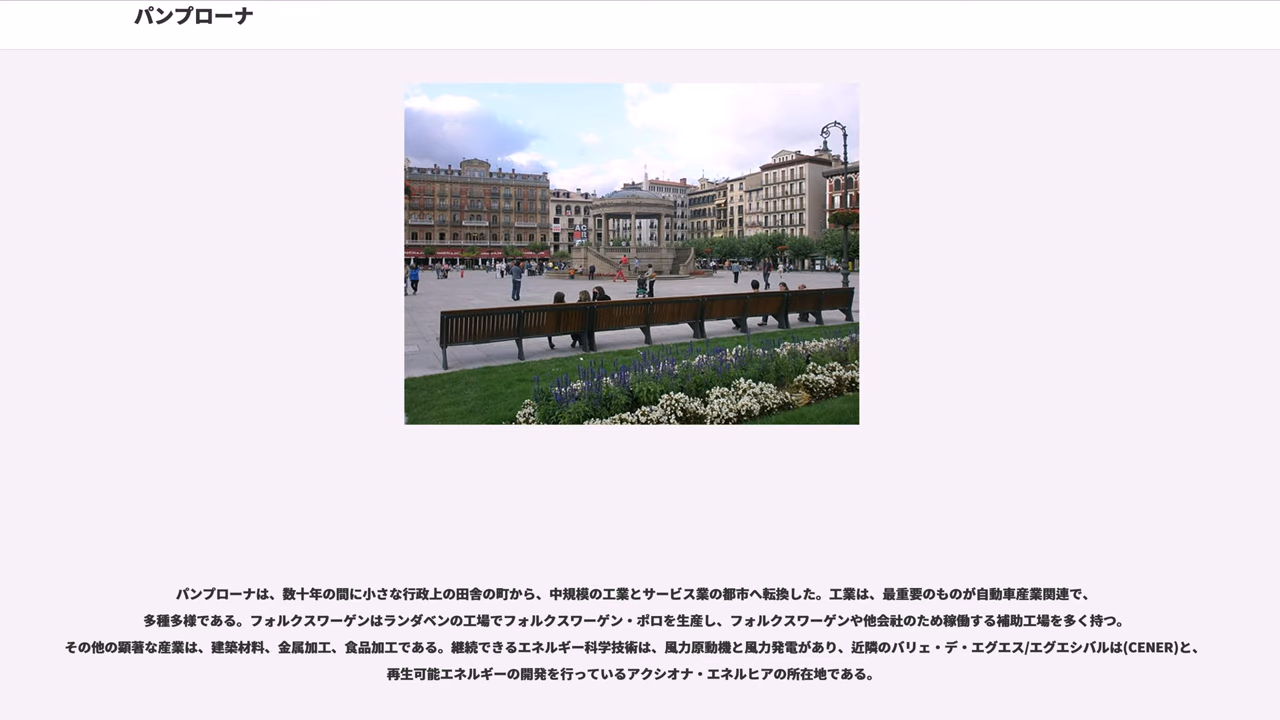 パンプローナ
パンプローナは、数十年の間に小さな行政上の田舎の町から、中規模の工業とサービス業の都市へ転換した。工業は、最重要のものが自動車産業関連で、
多種多様である。フォルクスワーゲンはランダベンの工場でフォルクスワーゲン・ポロを生産し、フォルクスワーゲンや他会社のため稼働する補助工場を多く持つ。
その他の顕著な産業は、建築材料、金属加工、食品加工である。継続できるエネルギー科学技術は、風力原動機と風力発電があり、近隣のバリェ・デ・エグエス/エグエシバルは(CENER)と、
再生可能エネルギーの開発を行っているアクシオナ・エネルヒアの所在地である。